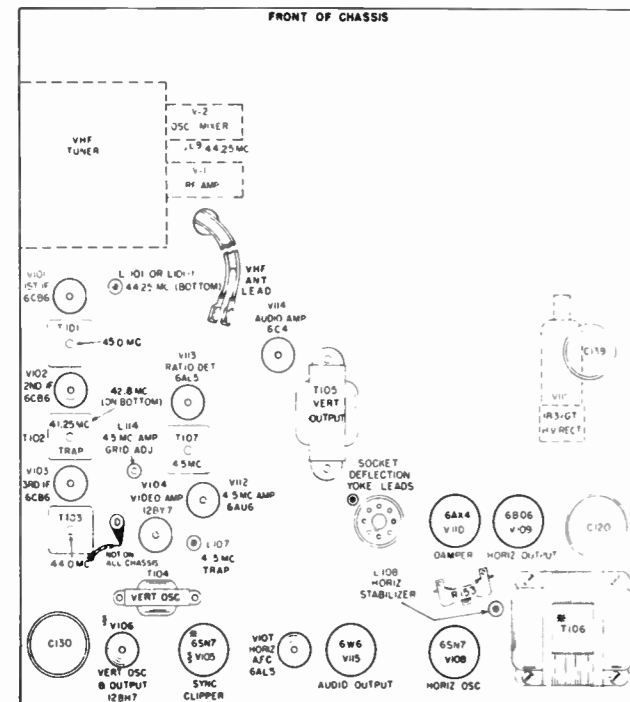 FRONT OF CHASSIS
V-2
OSC MIXER
L9 44.25 MC
V-1
RF AMP
VHF
TUNER
VHF
ANT
LEAD
V101
1ST IF
6CB6
L 101 OR L101-1
44.25 MC (BOTTOM)
T101
45.0 MC
V114
AUDIO AMP
6C4
V113
RATIO DET
6AL5
V102
2ND IF
6CB6
42.8 MC
(ON BOTTOM)
T105
VERT
OUTPUT
C139
1B3/GT
HV RECT
41.25 MC
T102
TRAP
L114
4.5 MC AMP
GRID ADJ
T107
4.5 MC
V103
3RD IF
6CB6
V104
VIDEO AMP
12BY7
V112
4.5 MC AMP
6AU6
SOCKET
DEFLECTION
YOKE LEADS
T103
44.0 MC
NOT ON
ALL CHASSIS
L107
4.5 MC
TRAP
6AX4
V110
DAMPER
6BQ6
V109
HORIZ OUTPUT
C120
T104
VERT OSC
L108
HORIZ
STABILIZER
R153
T106
C130
V106
VERT OSC
& OUTPUT
12BH7
6SN7
V105
SYNC
CLIPPER
V107
HORIZ
AFC
6AL5
6W6
V115
AUDIO OUTPUT
6SN7
V108
HORIZ OSC